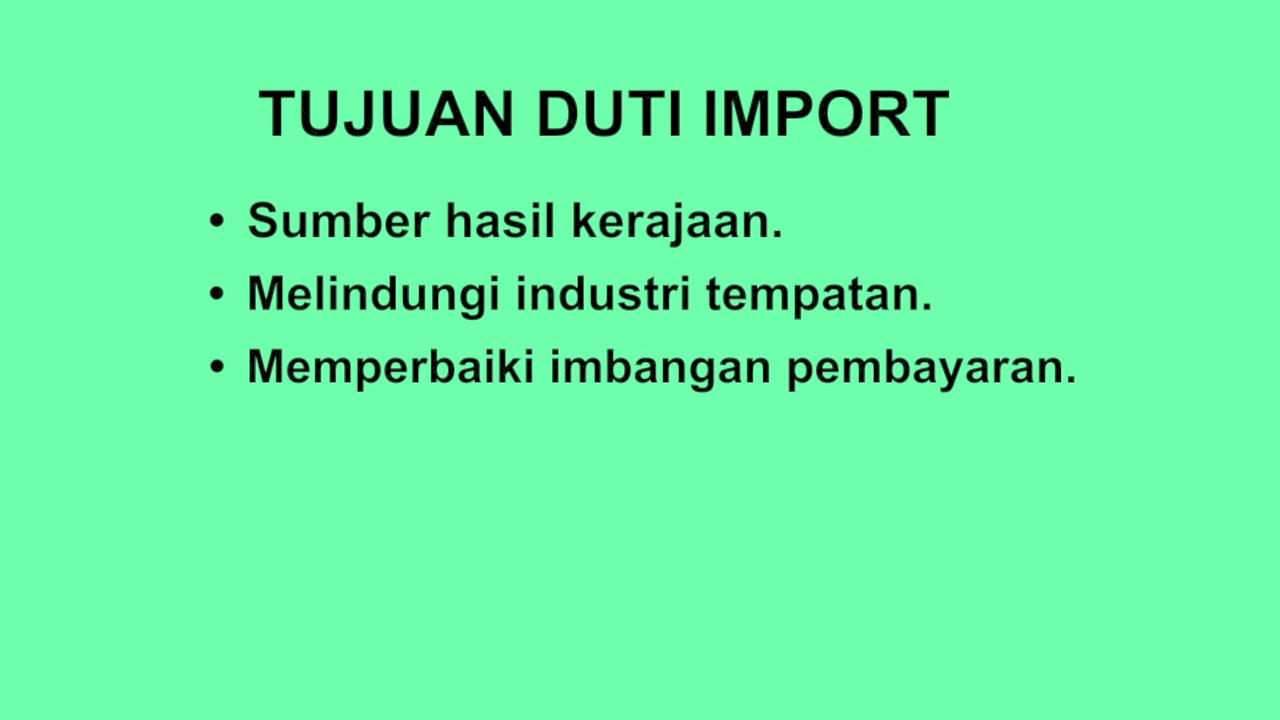 TUJUAN DUTI IMPORT
• Sumber hasil kerajaan.
• Melindungi industri tempatan.
• Memperbaiki imbangan pembayaran.